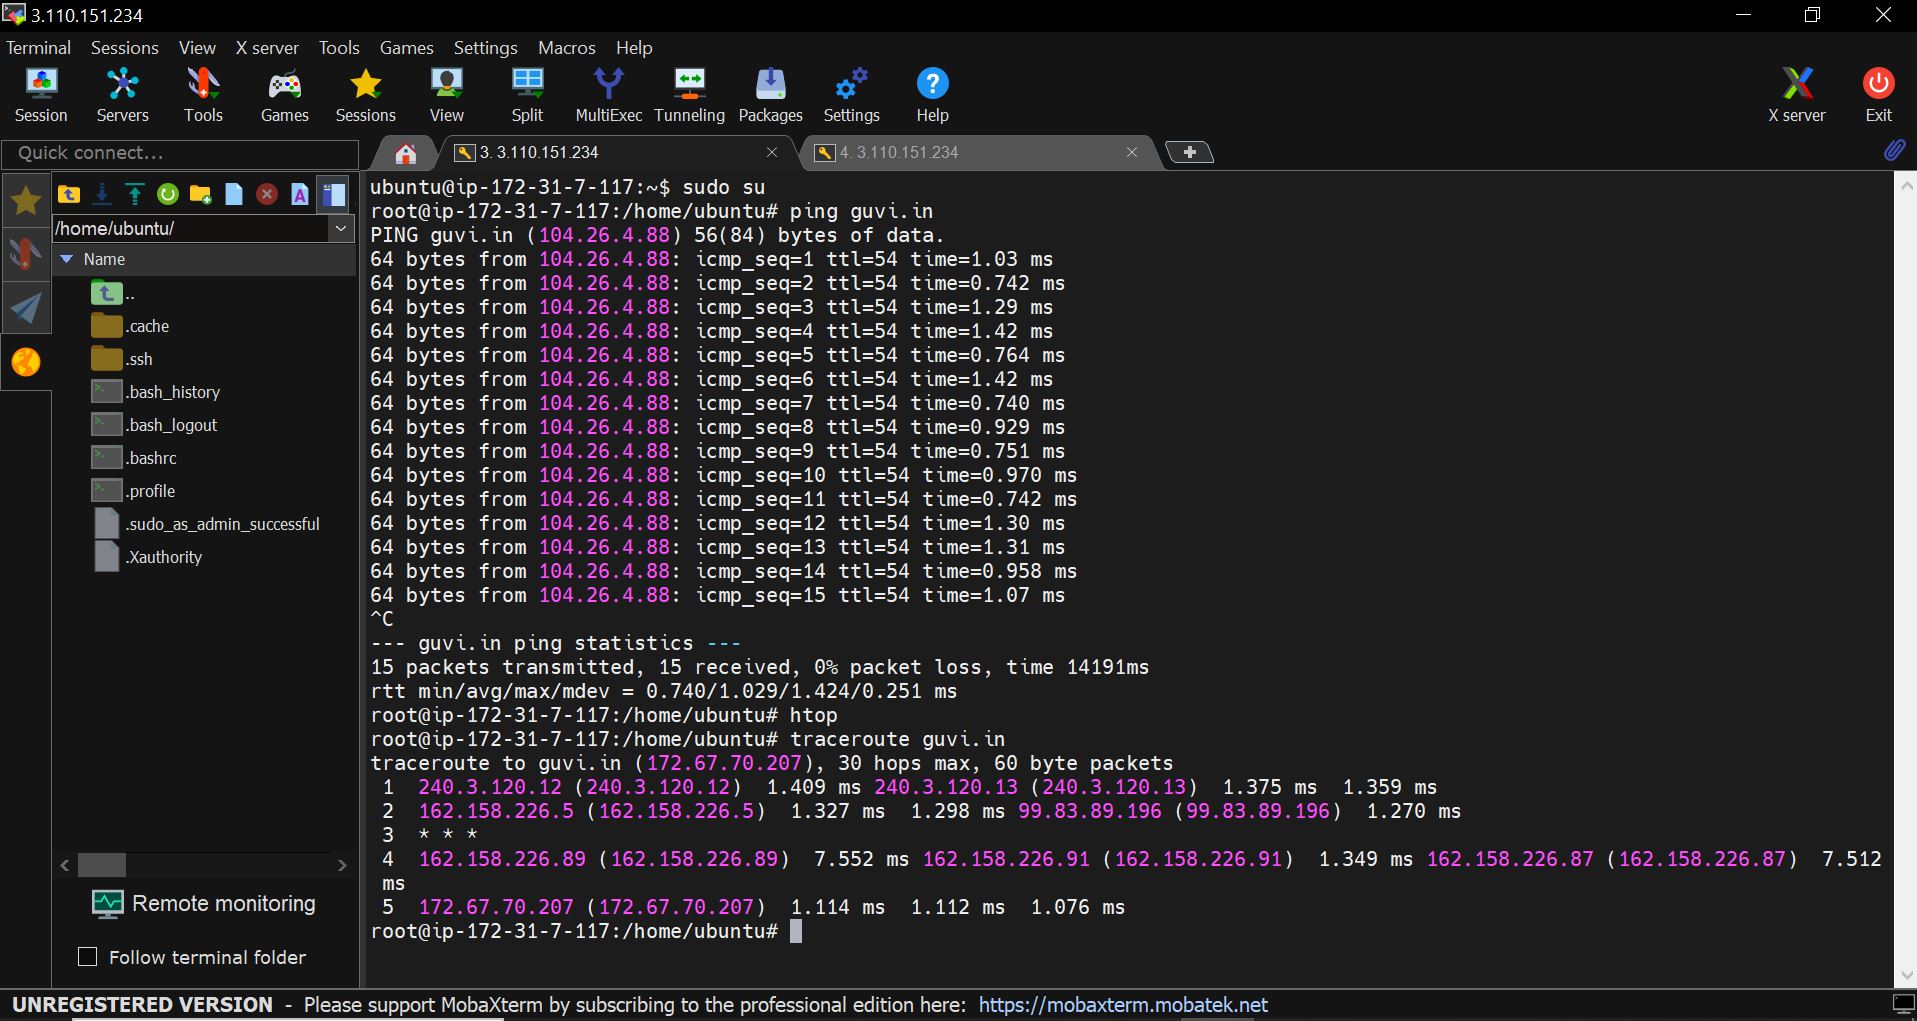 3.110.151.234
Terminal Sessions View X server Tools Games Settings Macros Help
Session Servers Tools Games Sessions View Split MultiExec Tunneling Packages Settings Help X server Exit
Quick connect...
3. 3.110.151.234
4. 3.110.151.234
/home/ubuntu/
Name
..
.cache
.ssh
.bash_history
.bash_logout
.bashrc
.profile
.sudo_as_admin_successful
.Xauthority
Remote monitoring
Follow terminal folder
ubuntu@ip-172-31-7-117:~$ sudo su
root@ip-172-31-7-117:/home/ubuntu# ping guvi.in
PING guvi.in (104.26.4.88) 56(84) bytes of data.
64 bytes from 104.26.4.88: icmp_seq=1 ttl=54 time=1.03 ms
64 bytes from 104.26.4.88: icmp_seq=2 ttl=54 time=0.742 ms
64 bytes from 104.26.4.88: icmp_seq=3 ttl=54 time=1.29 ms
64 bytes from 104.26.4.88: icmp_seq=4 ttl=54 time=1.42 ms
64 bytes from 104.26.4.88: icmp_seq=5 ttl=54 time=0.764 ms
64 bytes from 104.26.4.88: icmp_seq=6 ttl=54 time=1.42 ms
64 bytes from 104.26.4.88: icmp_seq=7 ttl=54 time=0.740 ms
64 bytes from 104.26.4.88: icmp_seq=8 ttl=54 time=0.929 ms
64 bytes from 104.26.4.88: icmp_seq=9 ttl=54 time=0.751 ms
64 bytes from 104.26.4.88: icmp_seq=10 ttl=54 time=0.970 ms
64 bytes from 104.26.4.88: icmp_seq=11 ttl=54 time=0.742 ms
64 bytes from 104.26.4.88: icmp_seq=12 ttl=54 time=1.30 ms
64 bytes from 104.26.4.88: icmp_seq=13 ttl=54 time=1.31 ms
64 bytes from 104.26.4.88: icmp_seq=14 ttl=54 time=0.958 ms
64 bytes from 104.26.4.88: icmp_seq=15 ttl=54 time=1.07 ms
^C
--- guvi.in ping statistics ---
15 packets transmitted, 15 received, 0% packet loss, time 14191ms
rtt min/avg/max/mdev = 0.740/1.029/1.424/0.251 ms
root@ip-172-31-7-117:/home/ubuntu# htop
root@ip-172-31-7-117:/home/ubuntu# traceroute guvi.in
traceroute to guvi.in (172.67.70.207), 30 hops max, 60 byte packets
1 240.3.120.12 (240.3.120.12) 1.409 ms 240.3.120.13 (240.3.120.13) 1.375 ms 1.359 ms
2 162.158.226.5 (162.158.226.5) 1.327 ms 1.298 ms 99.83.89.196 (99.83.89.196) 1.270 ms
3 * * *
4 162.158.226.89 (162.158.226.89) 7.552 ms 162.158.226.91 (162.158.226.91) 1.349 ms 162.158.226.87 (162.158.226.87) 7.512
ms
5 172.67.70.207 (172.67.70.207) 1.114 ms 1.112 ms 1.076 ms
root@ip-172-31-7-117:/home/ubuntu#
UNREGISTERED VERSION - Please support MobaXterm by subscribing to the professional edition here: https://mobaxterm.mobatek.net